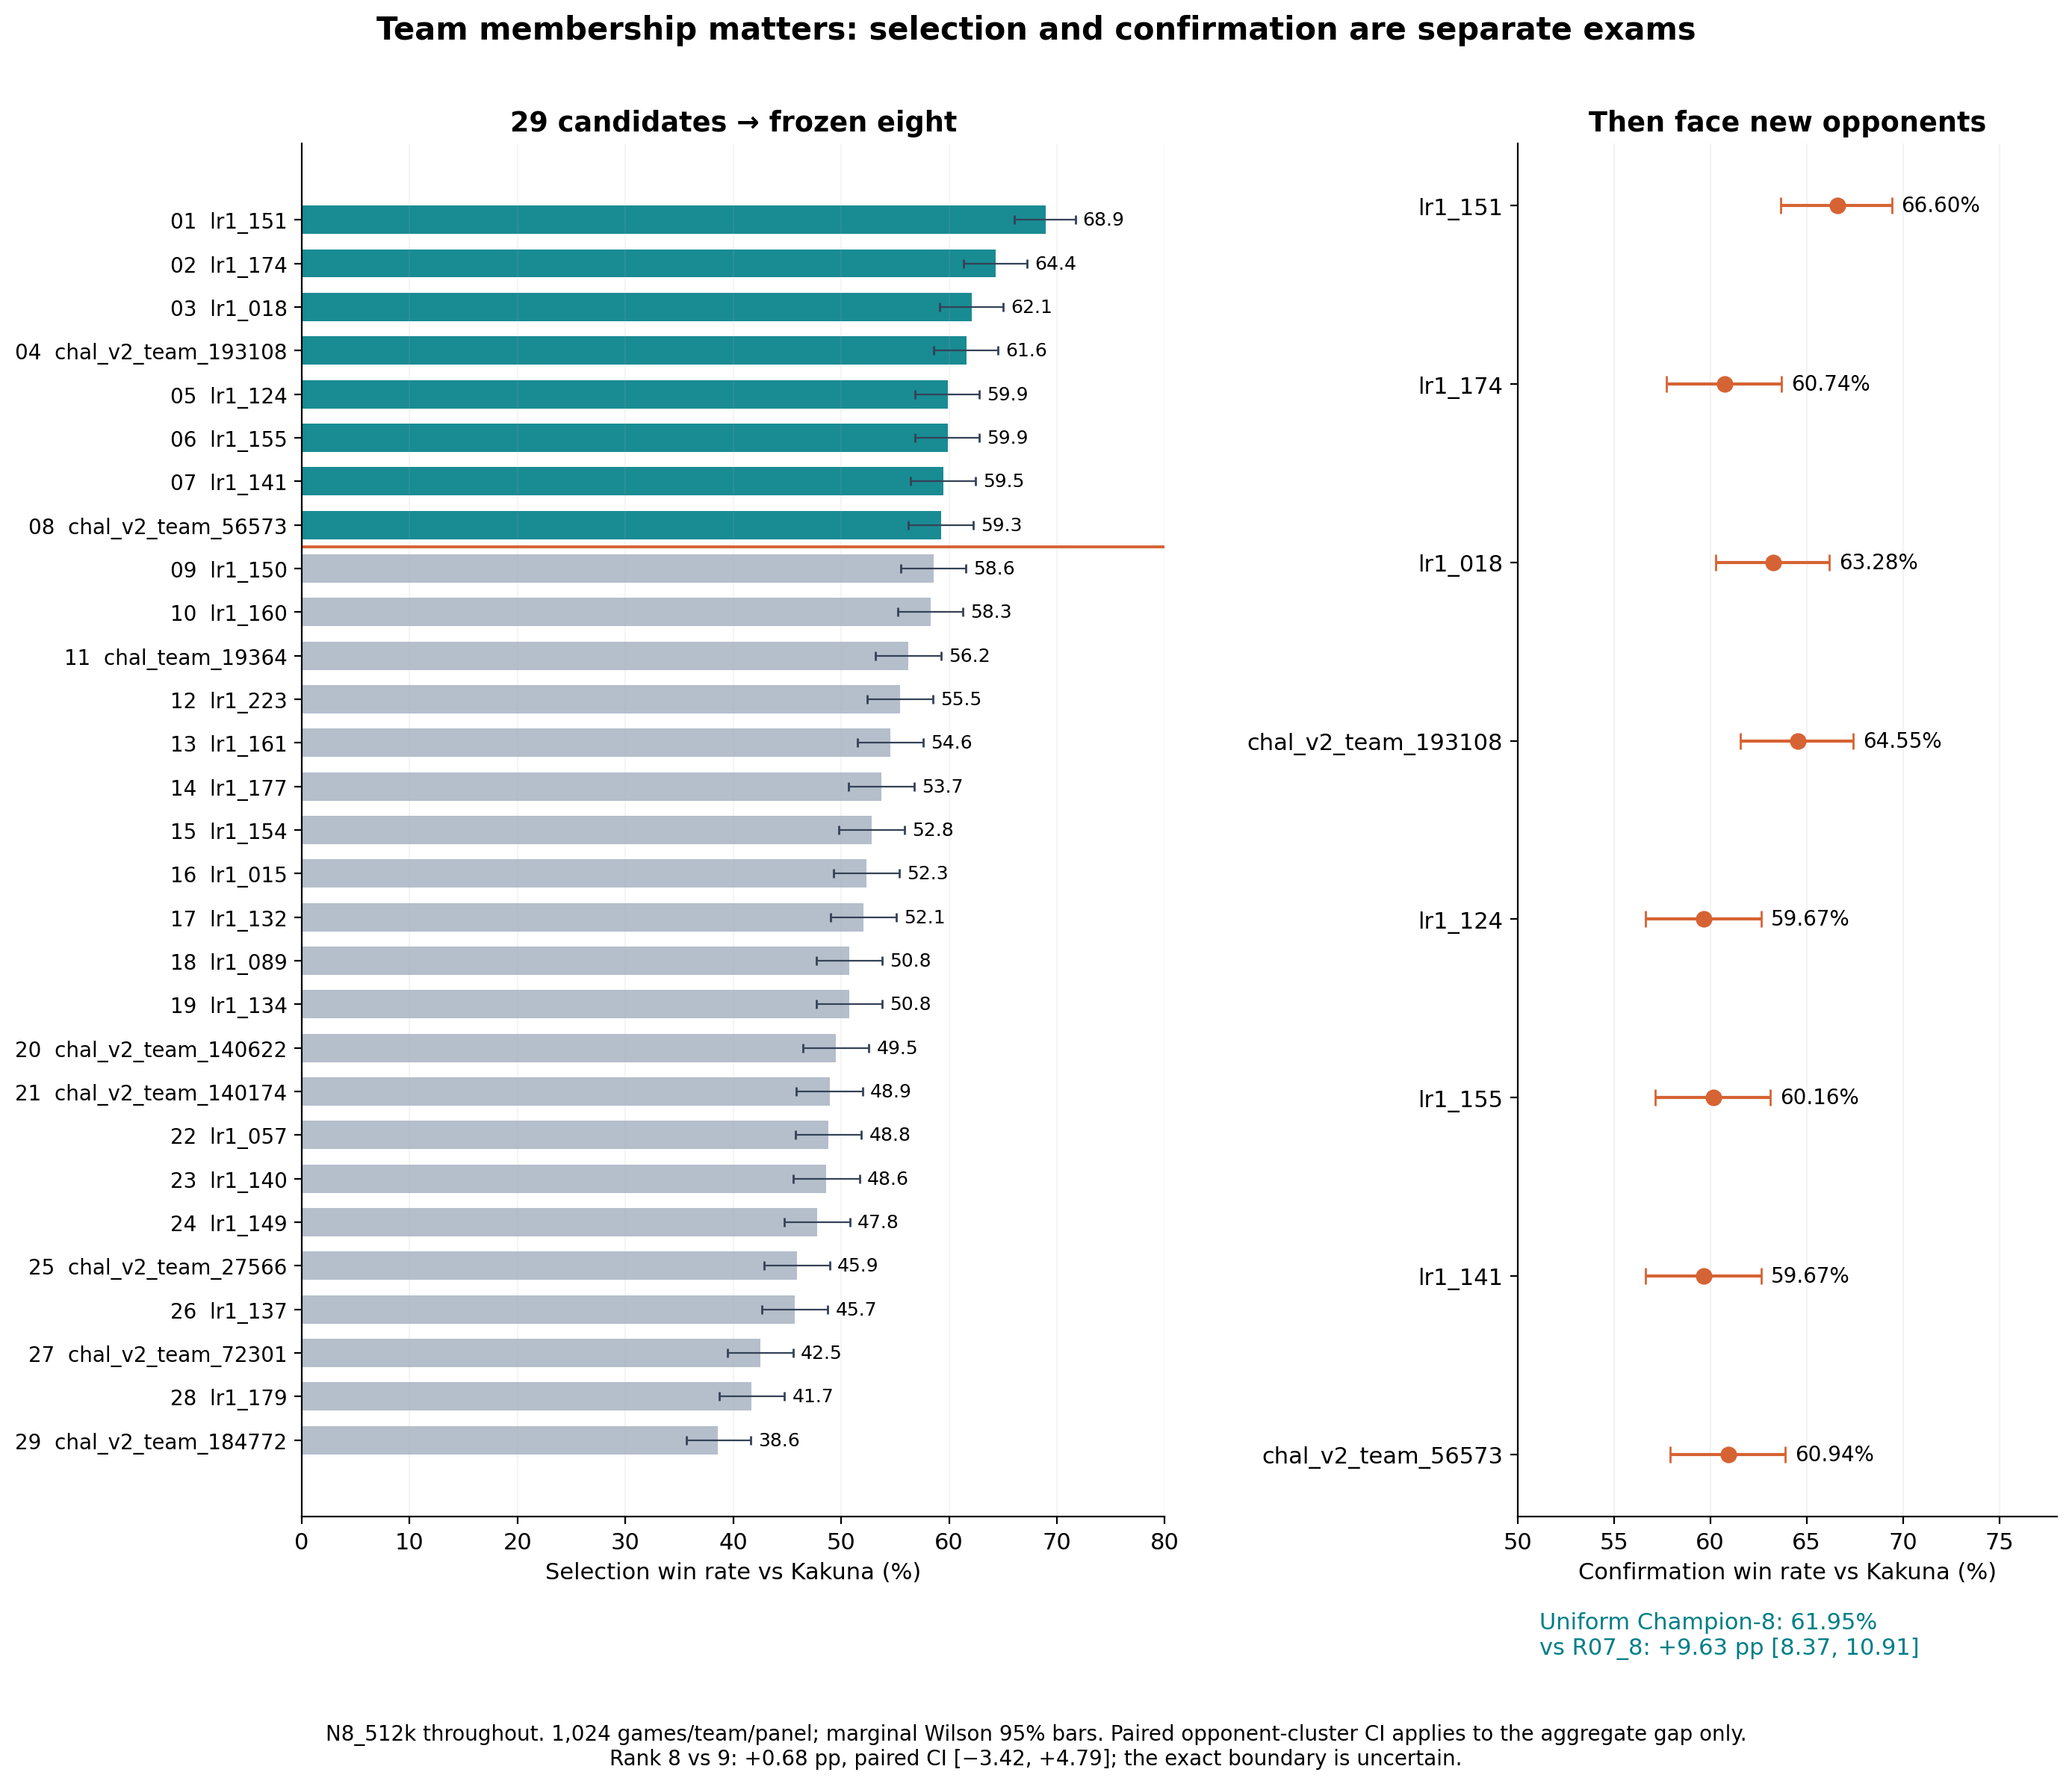 Team membership matters: selection and confirmation are separate exams
29 candidates → frozen eight
01 lr1_151 68.9
02 lr1_174 64.4
03 lr1_018 62.1
04 chal_v2_team_193108 61.6
05 lr1_124 59.9
06 lr1_155 59.9
07 lr1_141 59.5
08 chal_v2_team_56573 59.3
09 lr1_150 58.6
10 lr1_160 58.3
11 chal_team_19364 56.2
12 lr1_223 55.5
13 lr1_161 54.6
14 lr1_177 53.7
15 lr1_154 52.8
16 lr1_015 52.3
17 lr1_132 52.1
18 lr1_089 50.8
19 lr1_134 50.8
20 chal_v2_team_140622 49.5
21 chal_v2_team_140174 48.9
22 lr1_057 48.8
23 lr1_140 48.6
24 lr1_149 47.8
25 chal_v2_team_27566 45.9
26 lr1_137 45.7
27 chal_v2_team_72301 42.5
28 lr1_179 41.7
29 chal_v2_team_184772 38.6
0 10 20 30 40 50 60 70 80
Selection win rate vs Kakuna (%)
Then face new opponents
lr1_151 66.60%
lr1_174 60.74%
lr1_018 63.28%
chal_v2_team_193108 64.55%
lr1_124 59.67%
lr1_155 60.16%
lr1_141 59.67%
chal_v2_team_56573 60.94%
50 55 60 65 70 75
Confirmation win rate vs Kakuna (%)
Uniform Champion-8: 61.95%
vs R07_8: +9.63 pp [8.37, 10.91]
N8_512k throughout. 1,024 games/team/panel; marginal Wilson 95% bars. Paired opponent-cluster CI applies to the aggregate gap only.
Rank 8 vs 9: +0.68 pp, paired CI [−3.42, +4.79]; the exact boundary is uncertain.